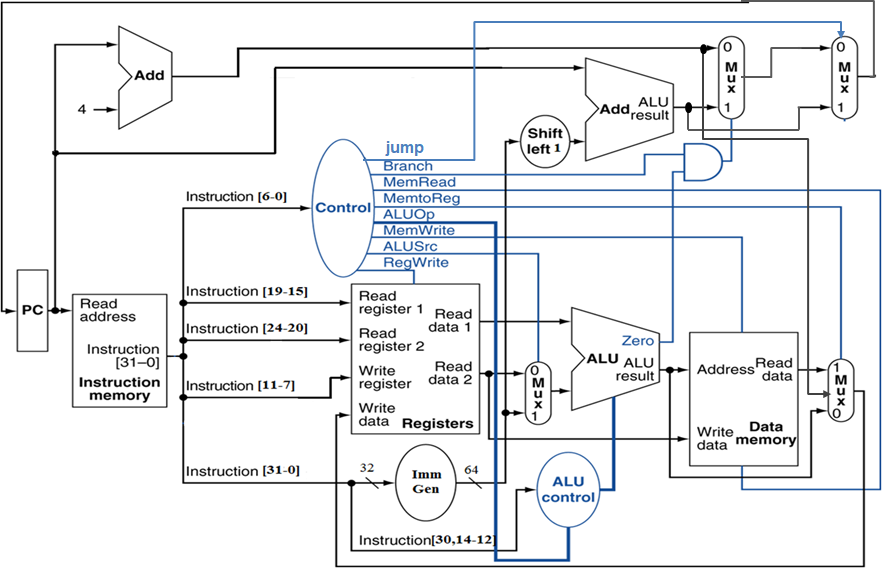 Add
4
Add
ALU
result
0
Mux
1
0
Mux
1
Shift
left 1
jump
Branch
MemRead
MemtoReg
ALUOp
MemWrite
ALUSrc
RegWrite
Control
Instruction [6-0]
Instruction [19-15]
Instruction [24-20]
Instruction [11-7]
Instruction [31-0]
PC
Read
address
Instruction
[31–0]
Instruction
memory
Read
register 1
Read
register 2
Write
register
Write
data
Read
data 1
Read
data 2
Registers
0
Mux
1
Zero
ALU
ALU
result
Address
Read
data
Write
data
Data
memory
1
Mux
0
32
Imm
Gen
64
ALU
control
Instruction[30,14-12]